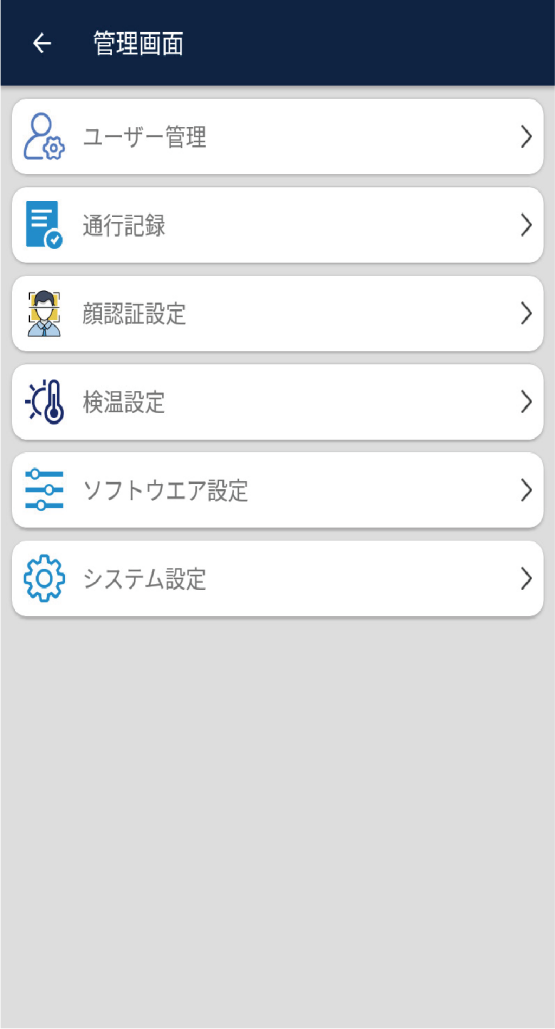 管理画面
ユーザー管理
通行記録
顔認証設定
検温設定
ソフトウエア設定
システム設定